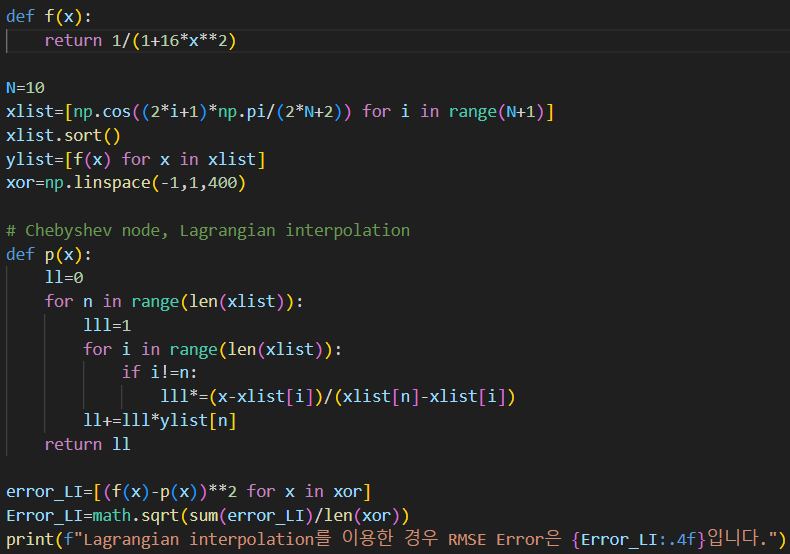 def f(x):
    return 1/(1+16*x**2)

N=10
xlist=[np.cos((2*i+1)*np.pi/(2*N+2)) for i in range(N+1)]
xlist.sort()
ylist=[f(x) for x in xlist]
xor=np.linspace(-1,1,400)

# Chebyshev node, Lagrangian interpolation
def p(x):
    ll=0
    for n in range(len(xlist)):
        lll=1
        for i in range(len(xlist)):
            if i!=n:
                lll*=(x-xlist[i])/(xlist[n]-xlist[i])
        ll+=lll*ylist[n]
    return ll

error_LI=[(f(x)-p(x))**2 for x in xor]
Error_LI=math.sqrt(sum(error_LI)/len(xor))
print(f"Lagrangian interpolation를 이용한 경우 RMSE Error은 {Error_LI:.4f}입니다.")